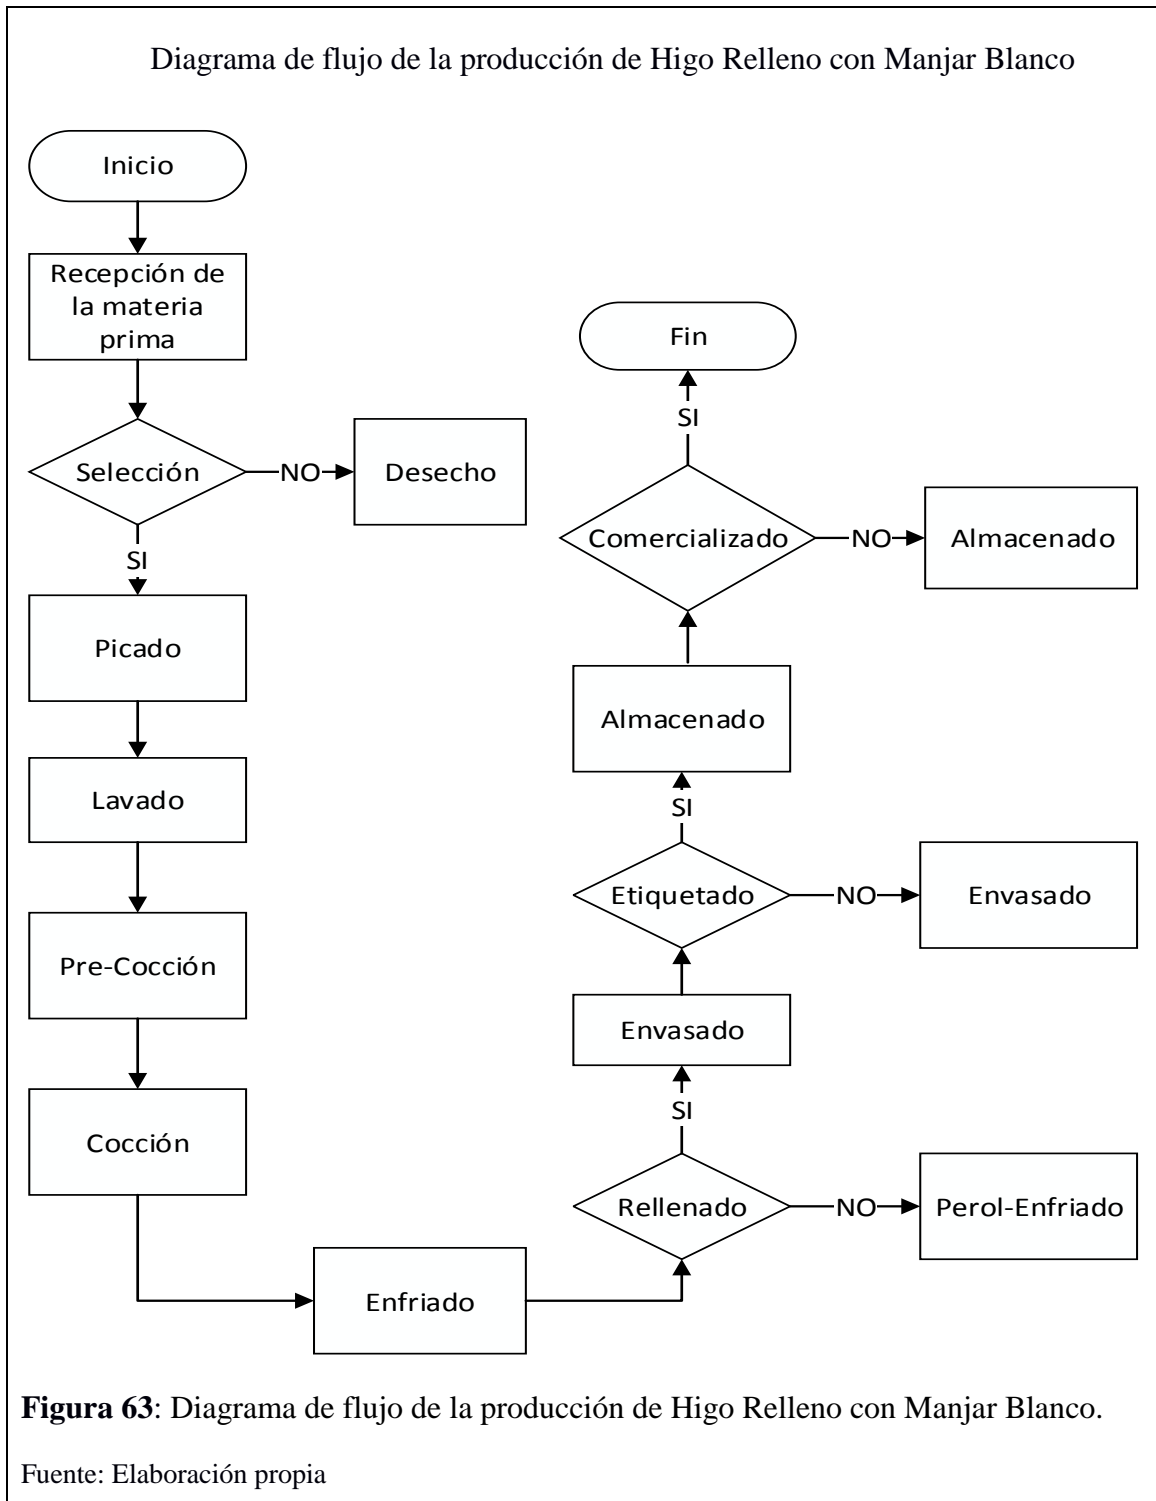 Diagrama de flujo de la producción de Higo Relleno con Manjar Blanco
Inicio
Recepción de
la materia
prima
Selección
NO
Desecho
SI
Picado
Lavado
Pre-Cocción
Cocción
Enfriado
Rellenado
NO
Perol-Enfriado
SI
Envasado
Etiquetado
NO
Envasado
SI
Almacenado
Comercializado
NO
Almacenado
SI
Fin
Figura 63: Diagrama de flujo de la producción de Higo Relleno con Manjar Blanco.
Fuente: Elaboración propia